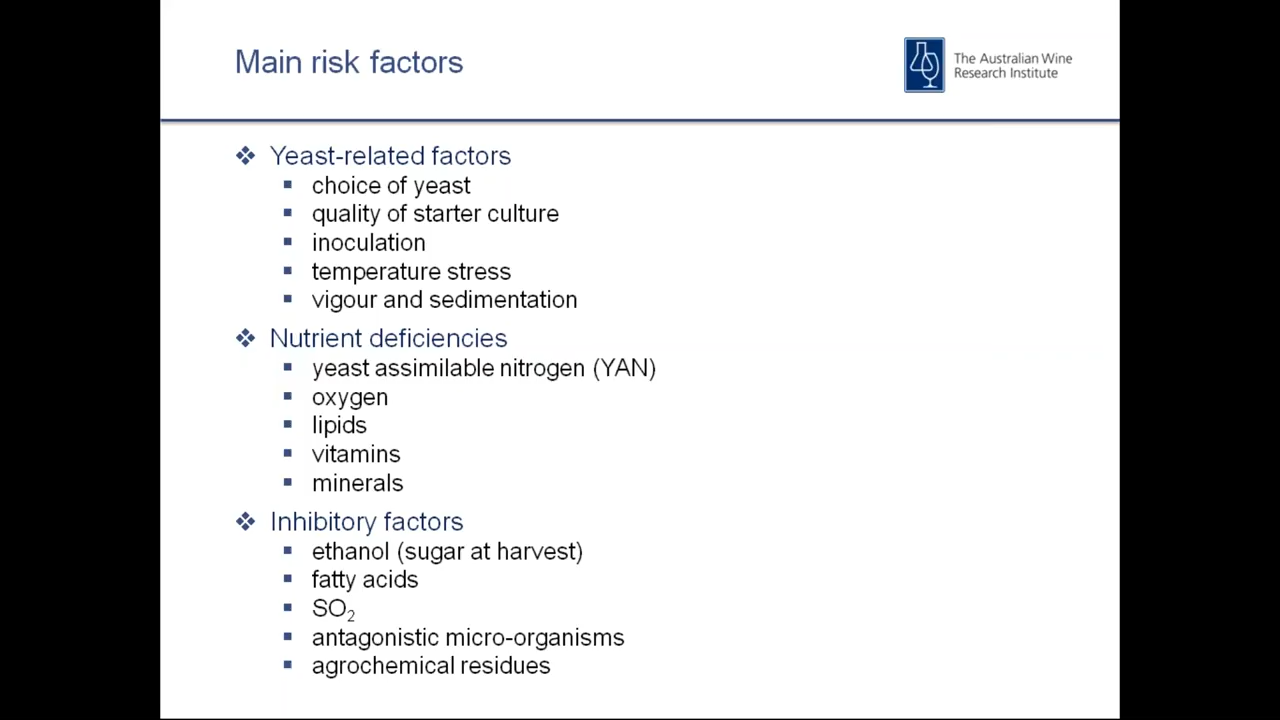 Main risk factors
The Australian Wine
Research Institute
Yeast-related factors
choice of yeast
quality of starter culture
inoculation
temperature stress
vigour and sedimentation
Nutrient deficiencies
yeast assimilable nitrogen (YAN)
oxygen
lipids
vitamins
minerals
Inhibitory factors
ethanol (sugar at harvest)
fatty acids
SO₂
antagonistic micro-organisms
agrochemical residues